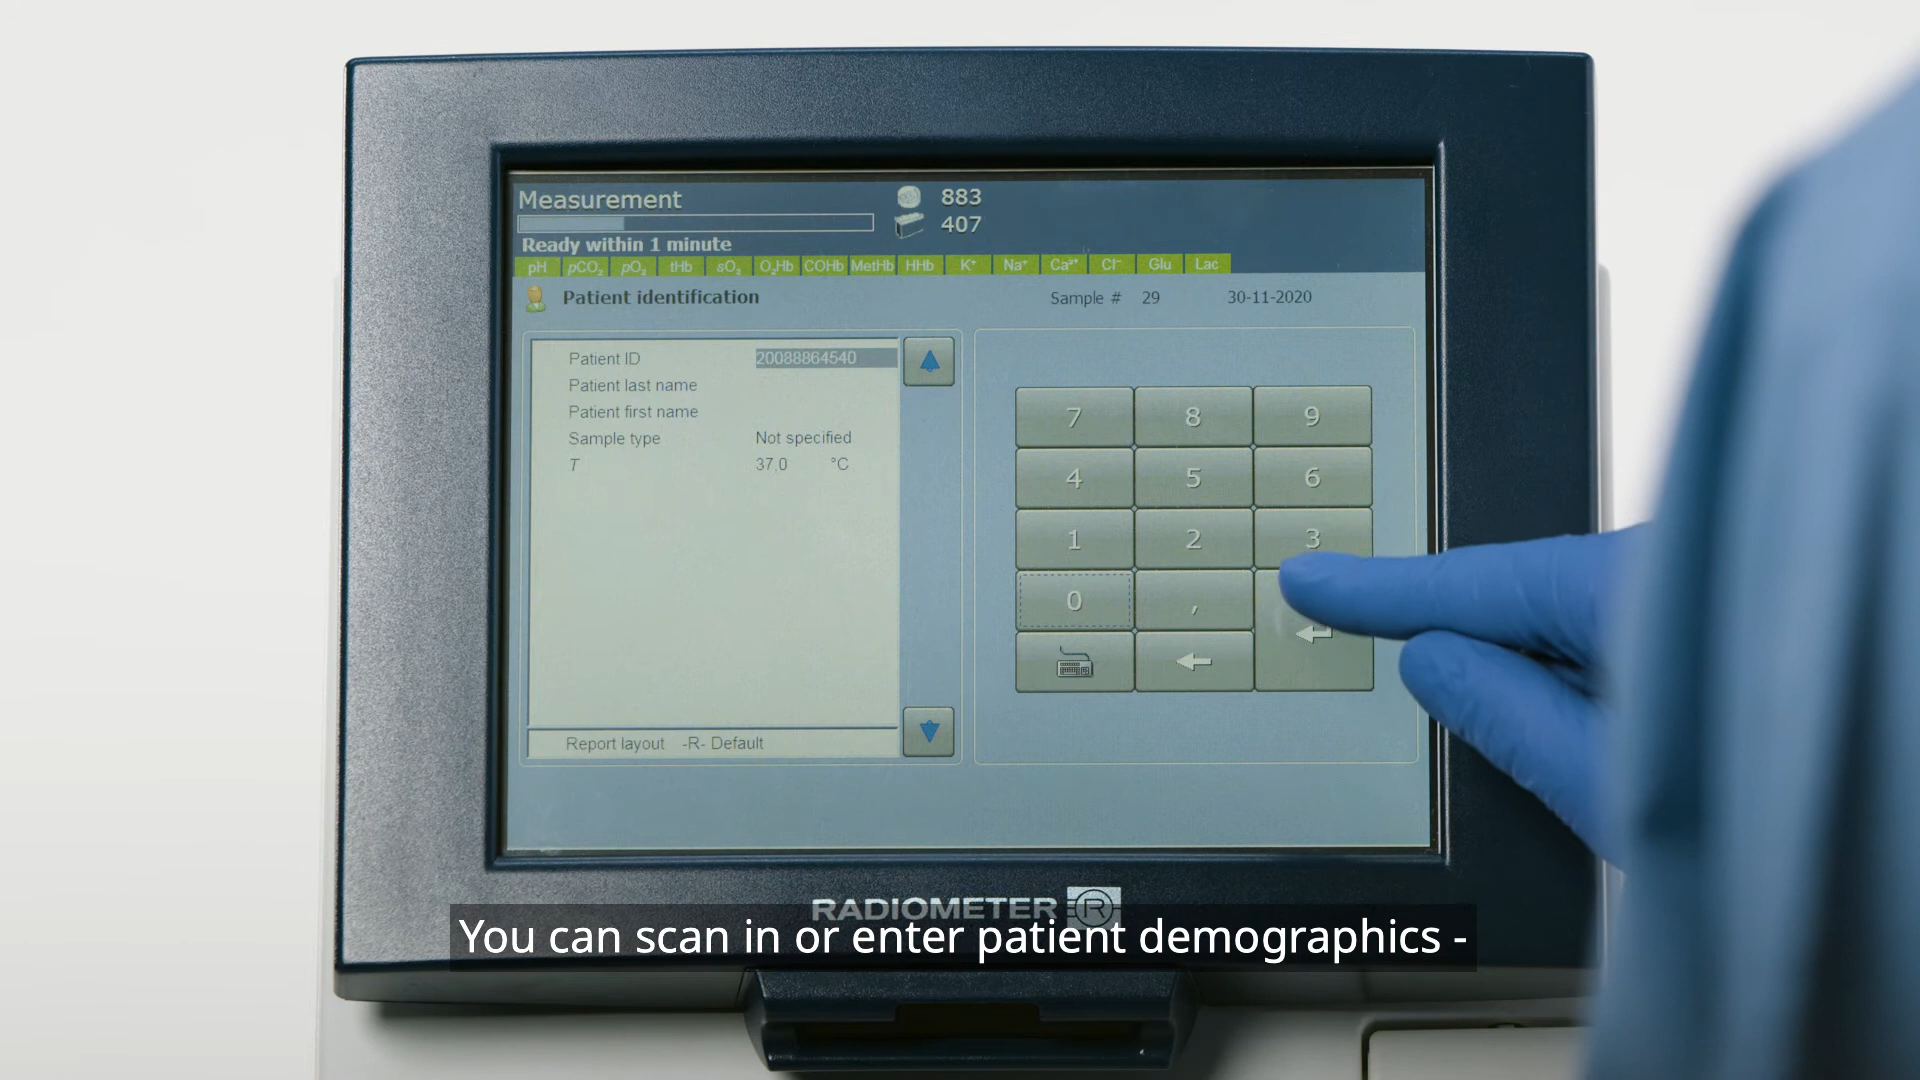 Measurement
883
407
Ready within 1 minute
pH pCO₂ pO₂ tHb sO₂ O₂Hb COHb MetHb HHb K⁺ Na⁺ Ca²⁺ Cl⁻ Glu Lac
Patient identification
Sample # 29 30-11-2020
Patient ID 20088864540
Patient last name
Patient first name
Sample type Not specified
T 37,0 °C
Report layout -R- Default
7 8 9
4 5 6
1 2 3
0 ,
RADIOMETER R
You can scan in or enter patient demographics -